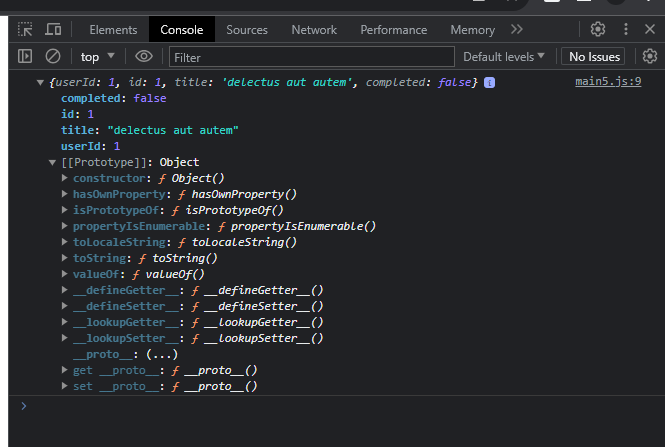 Elements Console Sources Network Performance Memory
top Filter Default levels No Issues
{userId: 1, id: 1, title: 'delectus aut autem', completed: false} i main5.js:9
completed: false
id: 1
title: "delectus aut autem"
userId: 1
[[Prototype]]: Object
constructor: ƒ Object()
hasOwnProperty: ƒ hasOwnProperty()
isPrototypeOf: ƒ isPrototypeOf()
propertyIsEnumerable: ƒ propertyIsEnumerable()
toLocaleString: ƒ toLocaleString()
toString: ƒ toString()
valueOf: ƒ valueOf()
__defineGetter__: ƒ __defineGetter__()
__defineSetter__: ƒ __defineSetter__()
__lookupGetter__: ƒ __lookupGetter__()
__lookupSetter__: ƒ __lookupSetter__()
__proto__: (...)
get __proto__: ƒ __proto__()
set __proto__: ƒ __proto__()